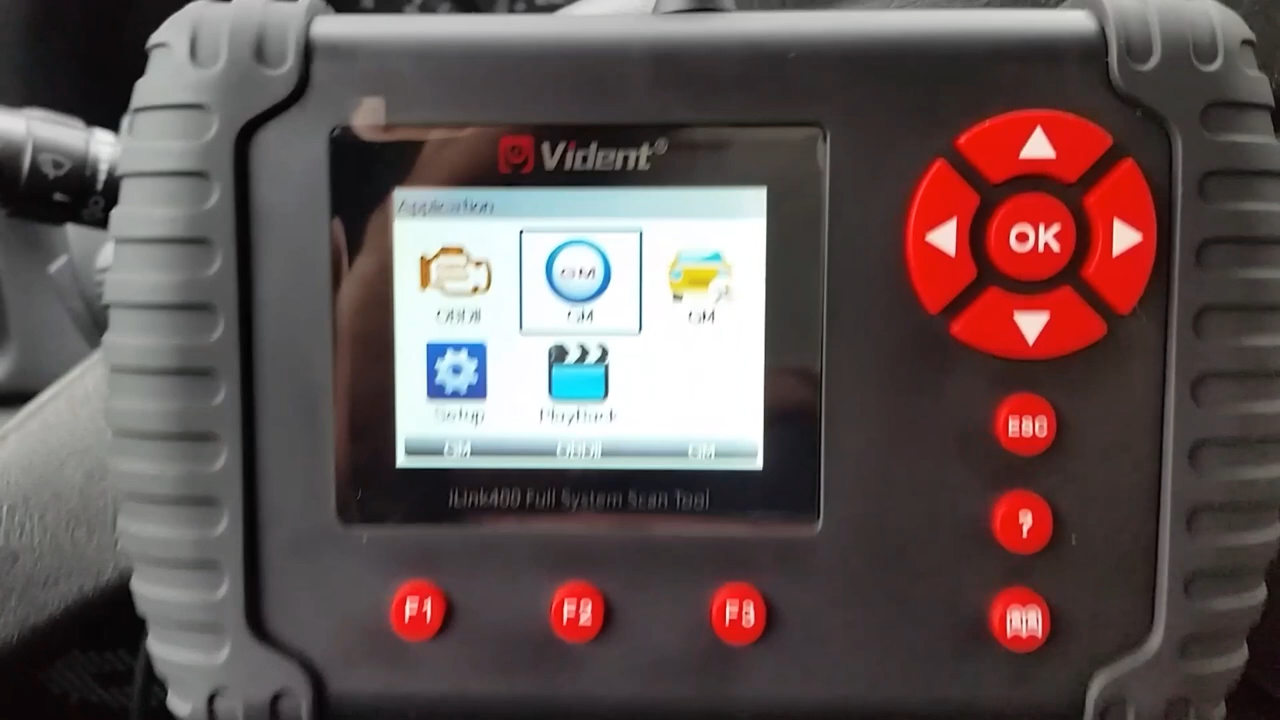 Vident®
Application
GM
OBDII
GM
GM
Setup
PlayBack
GM
OBDII
GM
iLink400 Full System Scan Tool
OK
ESC
?
F1
F2
F3